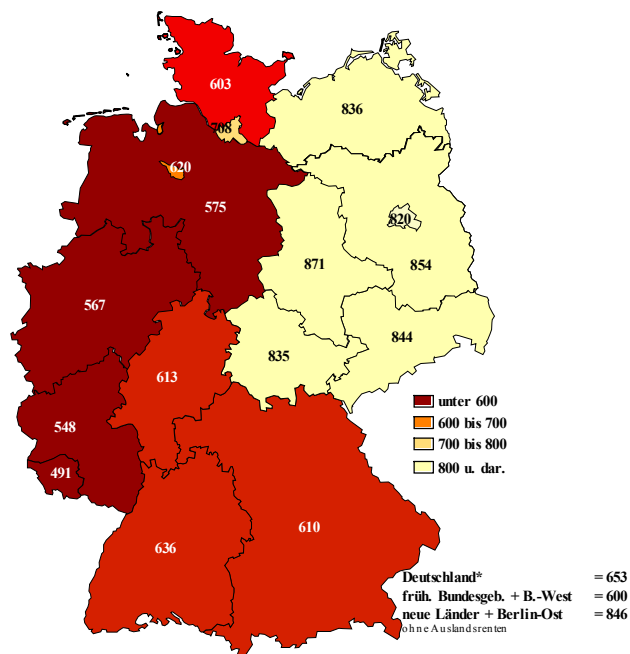 603
836
708
620
575
820
871
854
567
844
835
613
548
491
636
610
unter 600
600 bis 700
700 bis 800
800 u. dar.
Deutschland* = 653
früh. Bundesgeb. + B.-West = 600
neue Länder + Berlin-Ost = 846
ohne Auslandsrenten